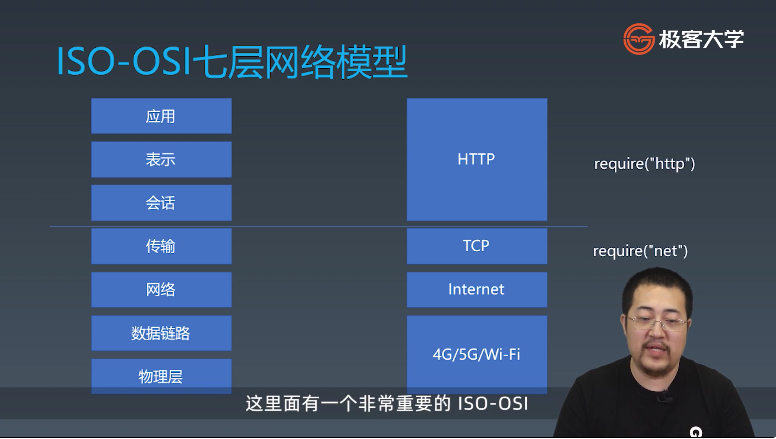 ISO-OSI七层网络模型
极客大学
应用
表示
会话
传输
网络
数据链路
物理层
HTTP
TCP
Internet
4G/5G/Wi-Fi
require("http")
require("net")
这里面有一个非常重要的 ISO-OSI
G